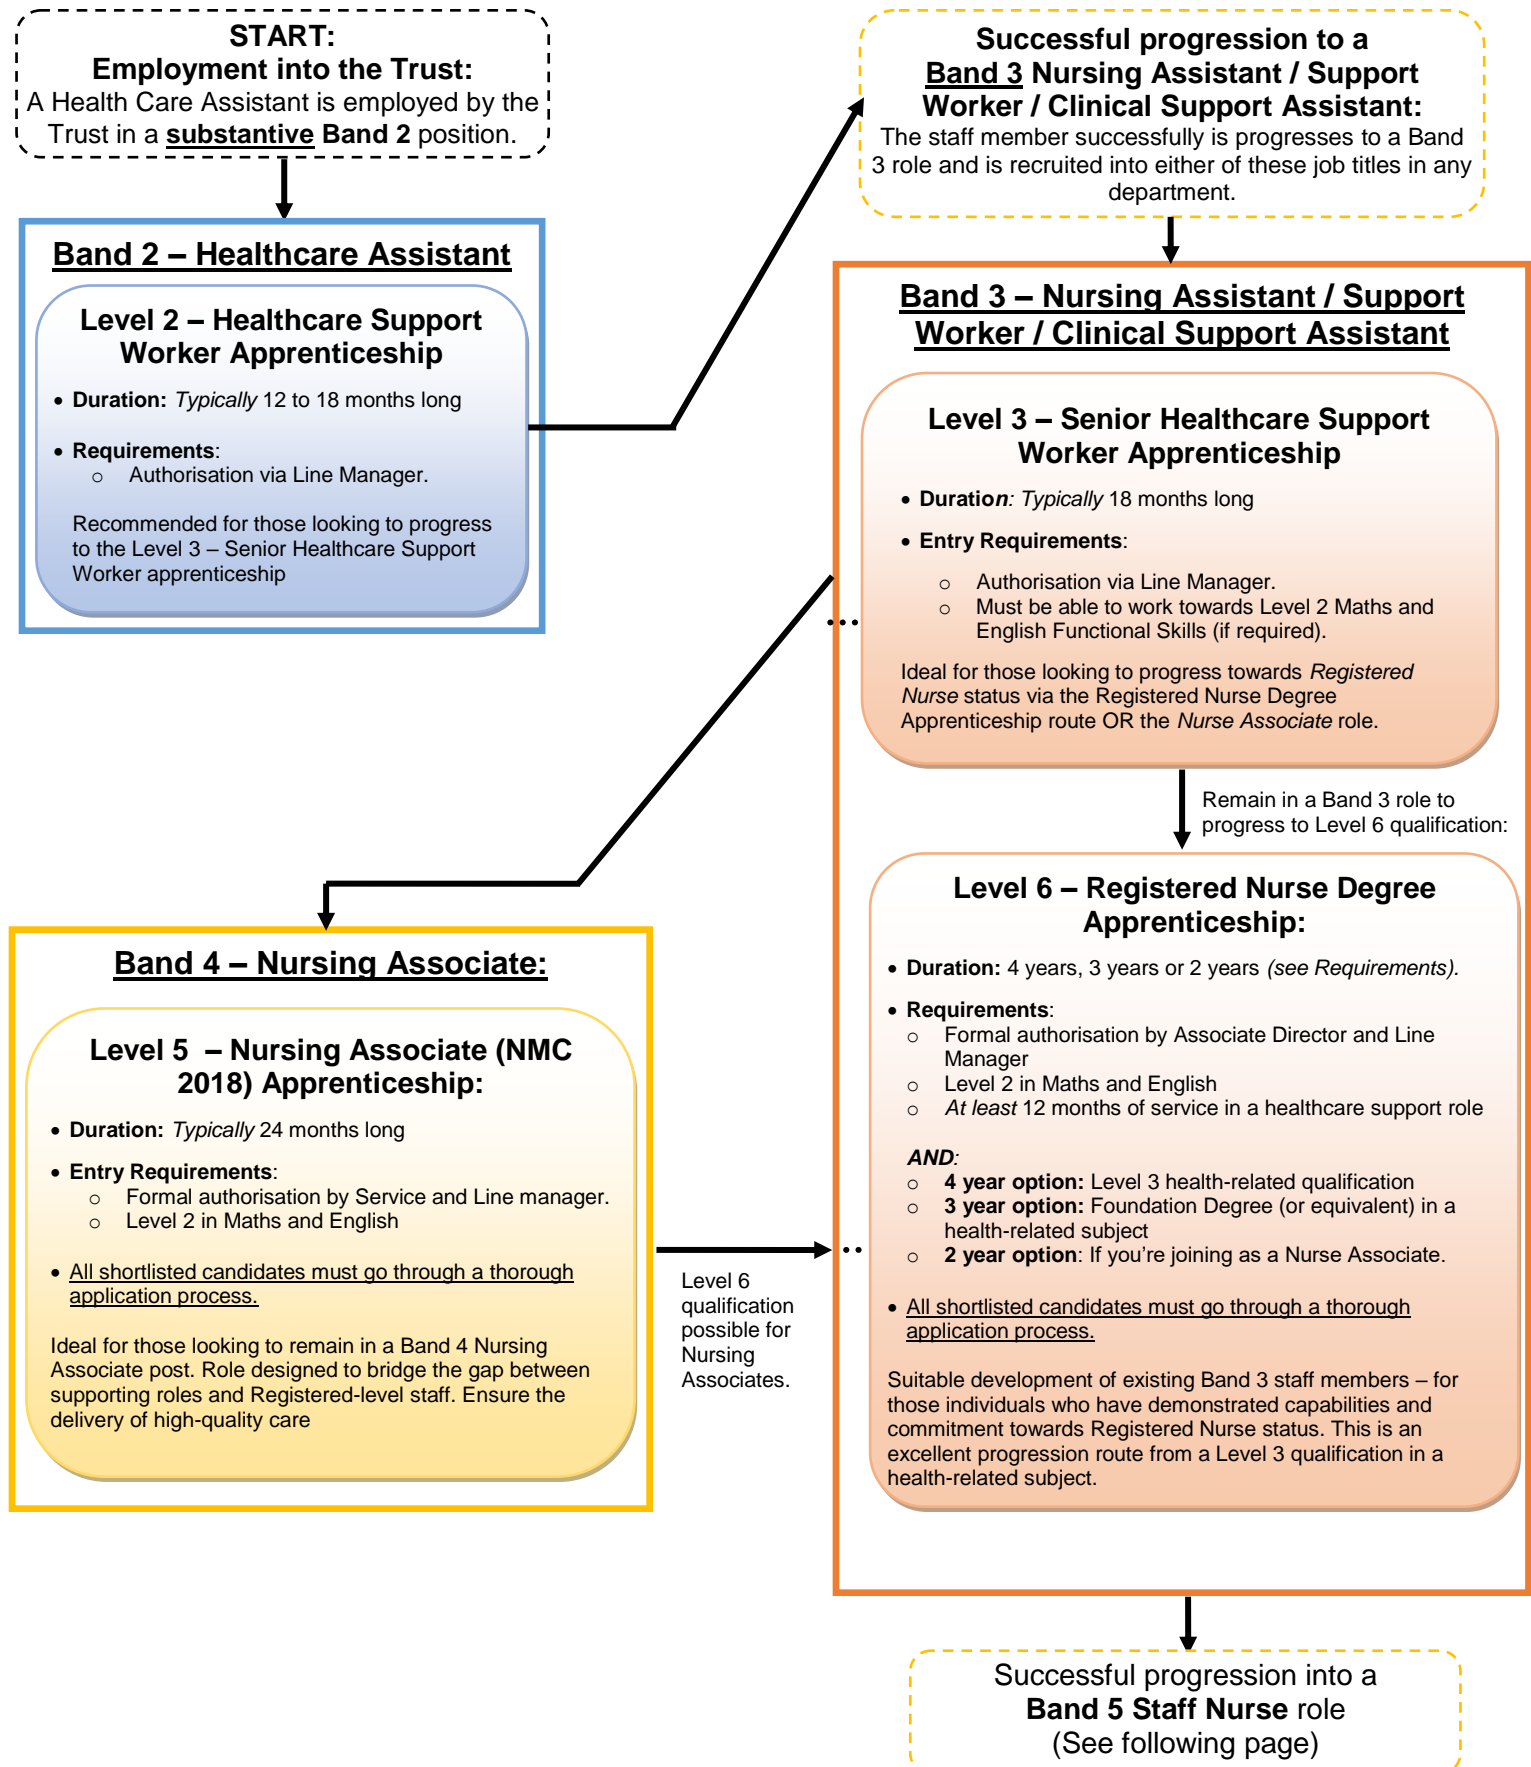 START:
Employment into the Trust:
A Health Care Assistant is employed by the
Trust in a substantive Band 2 position.
Band 2 – Healthcare Assistant
Level 2 – Healthcare Support
Worker Apprenticeship
• Duration: Typically 12 to 18 months long
• Requirements:
o Authorisation via Line Manager.
Recommended for those looking to progress
to the Level 3 – Senior Healthcare Support
Worker apprenticeship
Successful progression to a
Band 3 Nursing Assistant / Support
Worker / Clinical Support Assistant:
The staff member successfully is progresses to a Band
3 role and is recruited into either of these job titles in any
department.
Band 3 – Nursing Assistant / Support
Worker / Clinical Support Assistant
Level 3 – Senior Healthcare Support
Worker Apprenticeship
• Duration: Typically 18 months long
• Entry Requirements:
o Authorisation via Line Manager.
o Must be able to work towards Level 2 Maths and
English Functional Skills (if required).
Ideal for those looking to progress towards Registered
Nurse status via the Registered Nurse Degree
Apprenticeship route OR the Nurse Associate role.
Remain in a Band 3 role to
progress to Level 6 qualification:
Band 4 – Nursing Associate:
Level 5 – Nursing Associate (NMC
2018) Apprenticeship:
• Duration: Typically 24 months long
• Entry Requirements:
o Formal authorisation by Service and Line manager.
o Level 2 in Maths and English
• All shortlisted candidates must go through a thorough
application process.
Ideal for those looking to remain in a Band 4 Nursing
Associate post. Role designed to bridge the gap between
supporting roles and Registered-level staff. Ensure the
delivery of high-quality care
Level 6
qualification
possible for
Nursing
Associates.
Level 6 – Registered Nurse Degree
Apprenticeship:
• Duration: 4 years, 3 years or 2 years (see Requirements).
• Requirements:
o Formal authorisation by Associate Director and Line
Manager
o Level 2 in Maths and English
o At least 12 months of service in a healthcare support role
AND:
o 4 year option: Level 3 health-related qualification
o 3 year option: Foundation Degree (or equivalent) in a
health-related subject
o 2 year option: If you’re joining as a Nurse Associate.
• All shortlisted candidates must go through a thorough
application process.
Suitable development of existing Band 3 staff members – for
those individuals who have demonstrated capabilities and
commitment towards Registered Nurse status. This is an
excellent progression route from a Level 3 qualification in a
health-related subject.
Successful progression into a
Band 5 Staff Nurse role
(See following page)